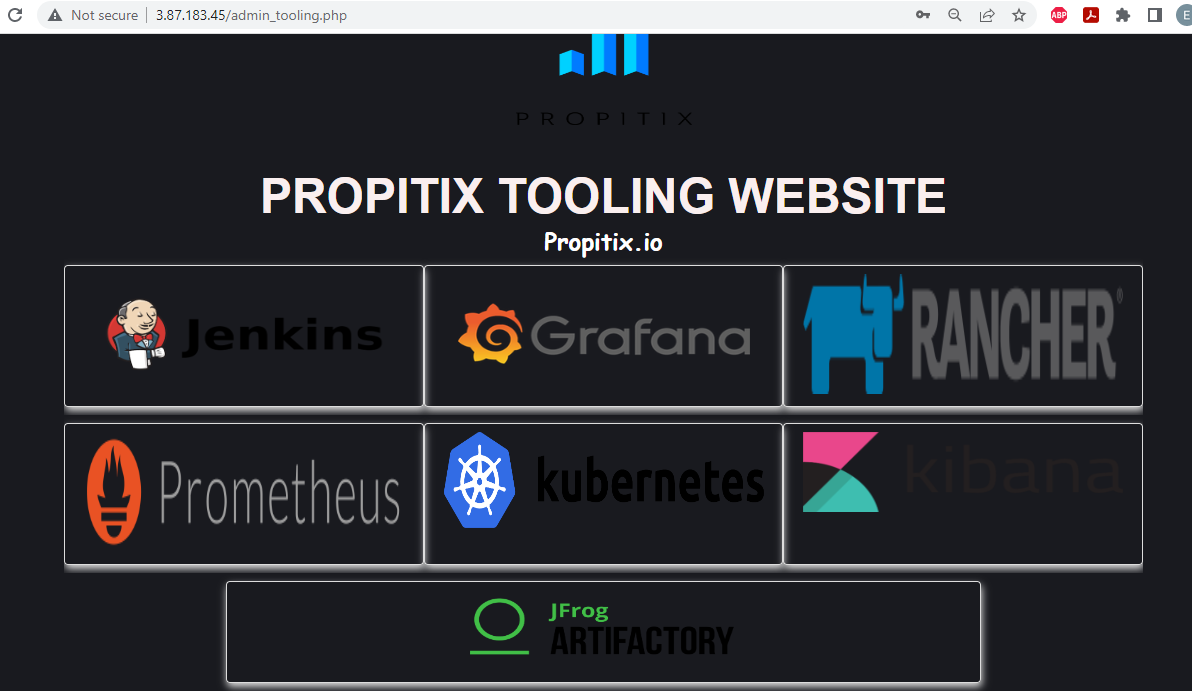 Not secure
3.87.183.45/admin_tooling.php
ABP
E
PROPITIX
PROPITIX TOOLING WEBSITE
Propitix.io
Jenkins
Grafana
RANCHER®
Prometheus
kubernetes
kibana
JFrog
ARTIFACTORY